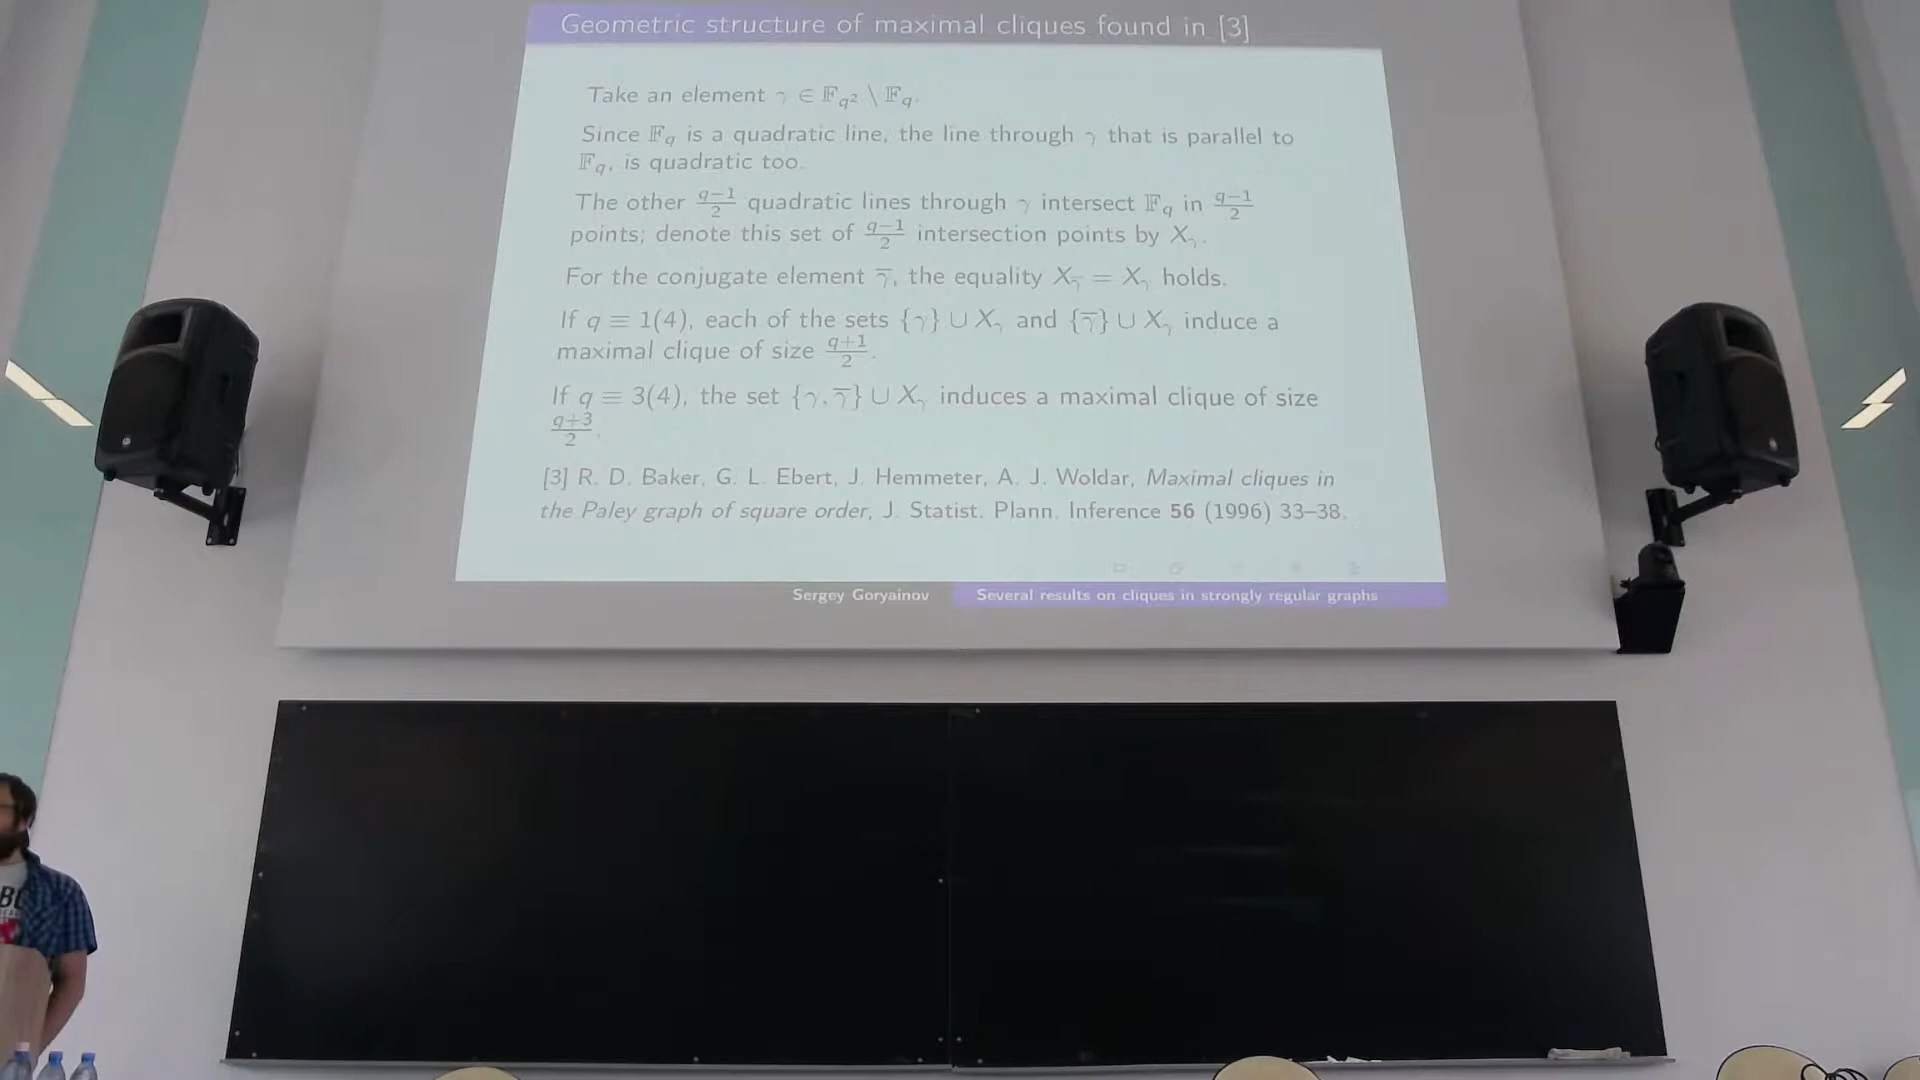 Geometric structure of maximal cliques found in [3]
Take an element γ ∈ 𝔽_{q²} \ 𝔽_q.
Since 𝔽_q is a quadratic line, the line through γ that is parallel to
𝔽_q, is quadratic too.
The other (q−1)/2 quadratic lines through γ intersect 𝔽_q in (q−1)/2
points; denote this set of (q−1)/2 intersection points by X_γ.
For the conjugate element γ̅, the equality X_γ̅ = X_γ holds.
If q ≡ 1(4), each of the sets {γ} ∪ X_γ and {γ̅} ∪ X_γ induce a
maximal clique of size (q+1)/2.
If q ≡ 3(4), the set {γ, γ̅} ∪ X_γ induces a maximal clique of size
(q+3)/2.
[3] R. D. Baker, G. L. Ebert, J. Hemmeter, A. J. Woldar, Maximal cliques in
the Paley graph of square order, J. Statist. Plann. Inference 56 (1996) 33–38.
Sergey Goryainov
Several results on cliques in strongly regular graphs